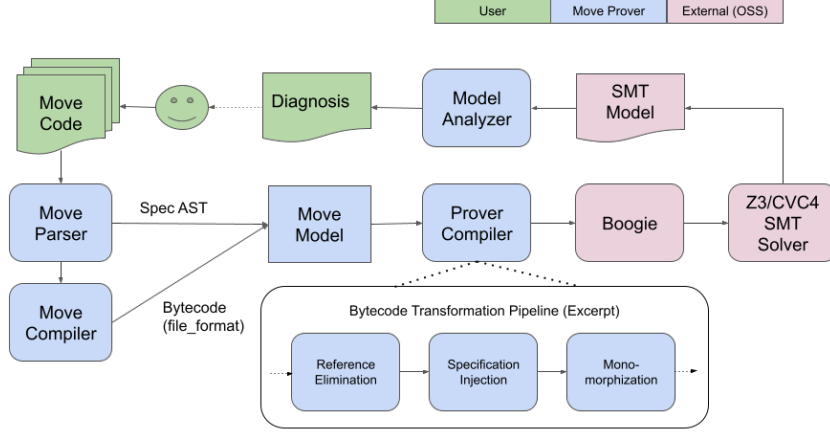 User
Move Prover
External (OSS)
Move
Code
Diagnosis
Model
Analyzer
SMT
Model
Move
Parser
Spec AST
Move
Model
Prover
Compiler
Boogie
Z3/CVC4
SMT
Solver
Move
Compiler
Bytecode
(file_format)
Bytecode Transformation Pipeline (Excerpt)
Reference
Elimination
Specification
Injection
Mono-
morphization